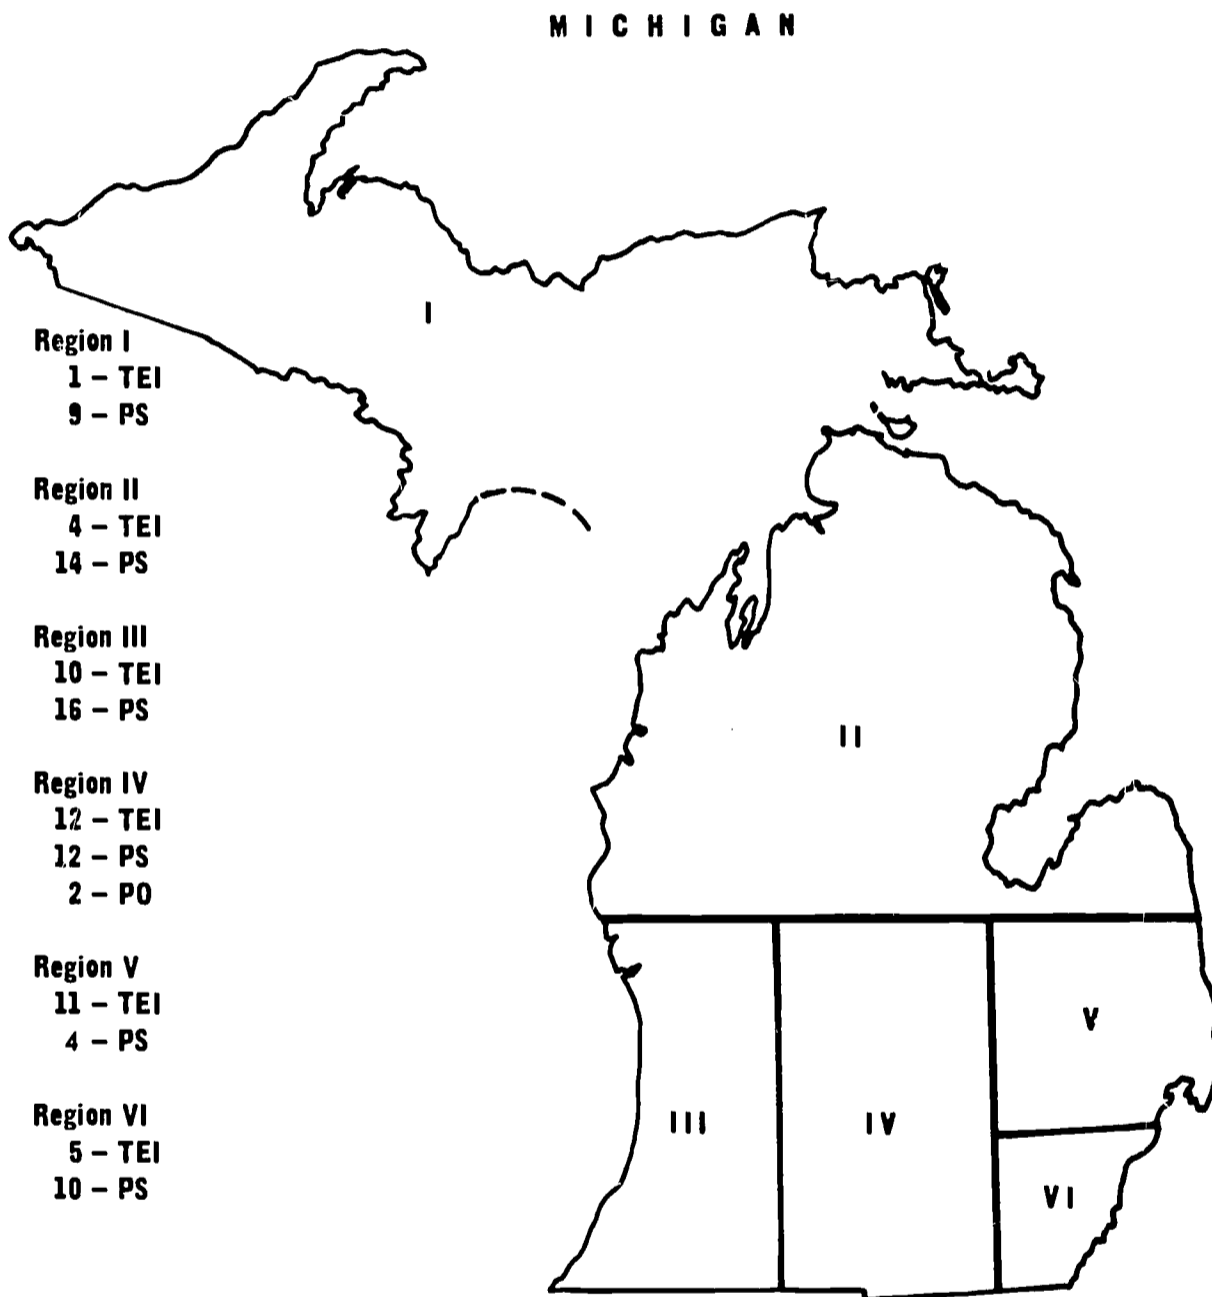 MICHIGAN
I
Region I
1 – TEI
9 – PS
Region II
4 – TEI
14 – PS
Region III
10 – TEI
16 – PS
II
Region IV
12 – TEI
12 – PS
2 – PO
Region V
11 – TEI
4 – PS
V
III
IV
Region VI
5 – TEI
10 – PS
VI